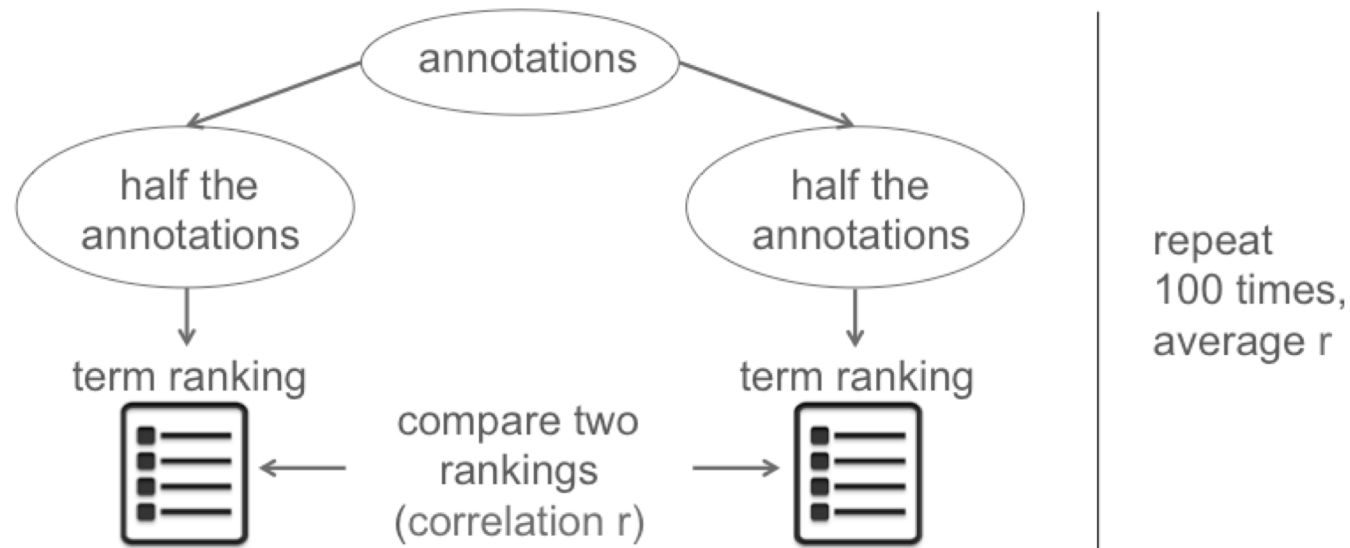 annotations
half the
annotations
half the
annotations
term ranking
term ranking
compare two
rankings
(correlation r)
repeat
100 times,
average r